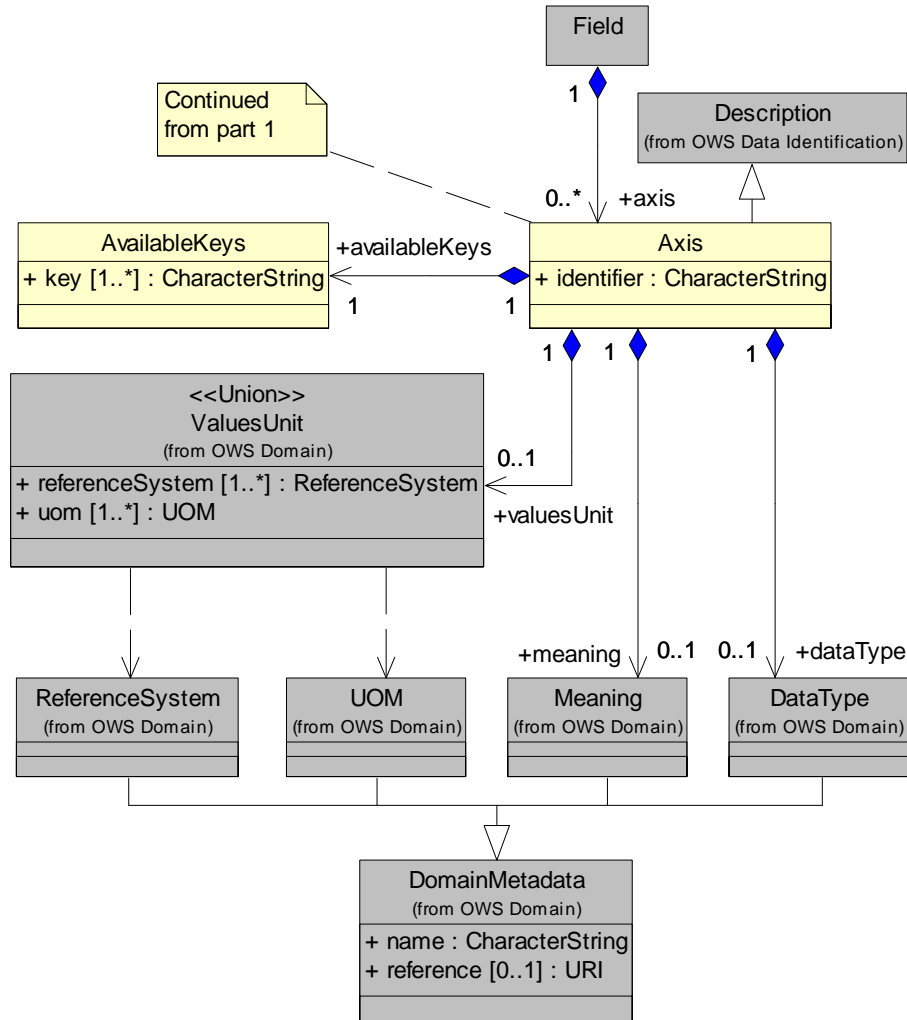 Field
1
Continued
from part 1
Description
(from OWS Data Identification)
0..*
+axis
AvailableKeys
+ key [1..*] : CharacterString
+availableKeys
1
1
Axis
+ identifier : CharacterString
1
1
1
<<Union>>
ValuesUnit
(from OWS Domain)
+ referenceSystem [1..*] : ReferenceSystem
+ uom [1..*] : UOM
0..1
+valuesUnit
+meaning
0..1
0..1
+dataType
ReferenceSystem
(from OWS Domain)
UOM
(from OWS Domain)
Meaning
(from OWS Domain)
DataType
(from OWS Domain)
DomainMetadata
(from OWS Domain)
+ name : CharacterString
+ reference [0..1] : URI